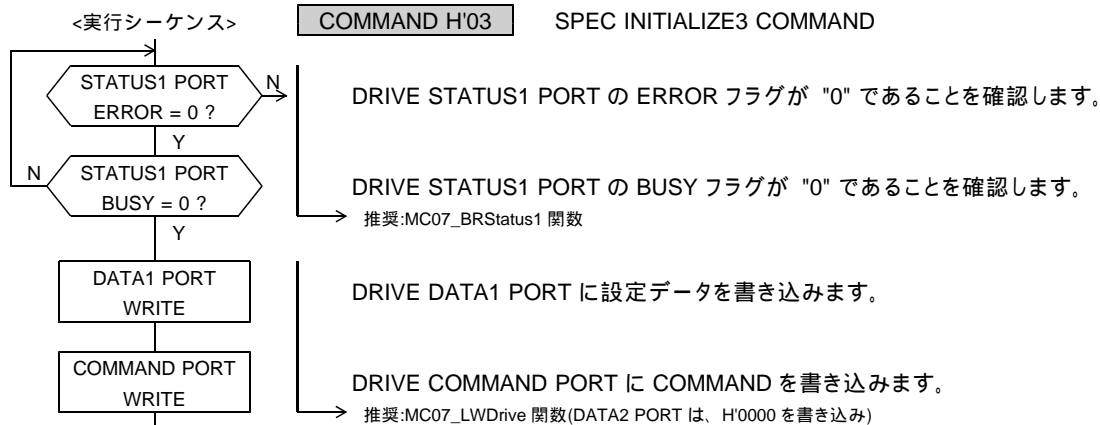 <実行シーケンス> COMMAND H'03 SPEC INITIALIZE3 COMMAND
STATUS1 PORT
ERROR = 0 ?
N
DRIVE STATUS1 PORT の ERROR フラグが "0" であることを確認します。
Y
N
STATUS1 PORT
BUSY = 0 ?
DRIVE STATUS1 PORT の BUSY フラグが "0" であることを確認します。
推奨:MC07_BRStatus1 関数
Y
DATA1 PORT
WRITE
DRIVE DATA1 PORT に設定データを書き込みます。
COMMAND PORT
WRITE
DRIVE COMMAND PORT に COMMAND を書き込みます。
推奨:MC07_LWDrive 関数(DATA2 PORT は、H'0000 を書き込み)